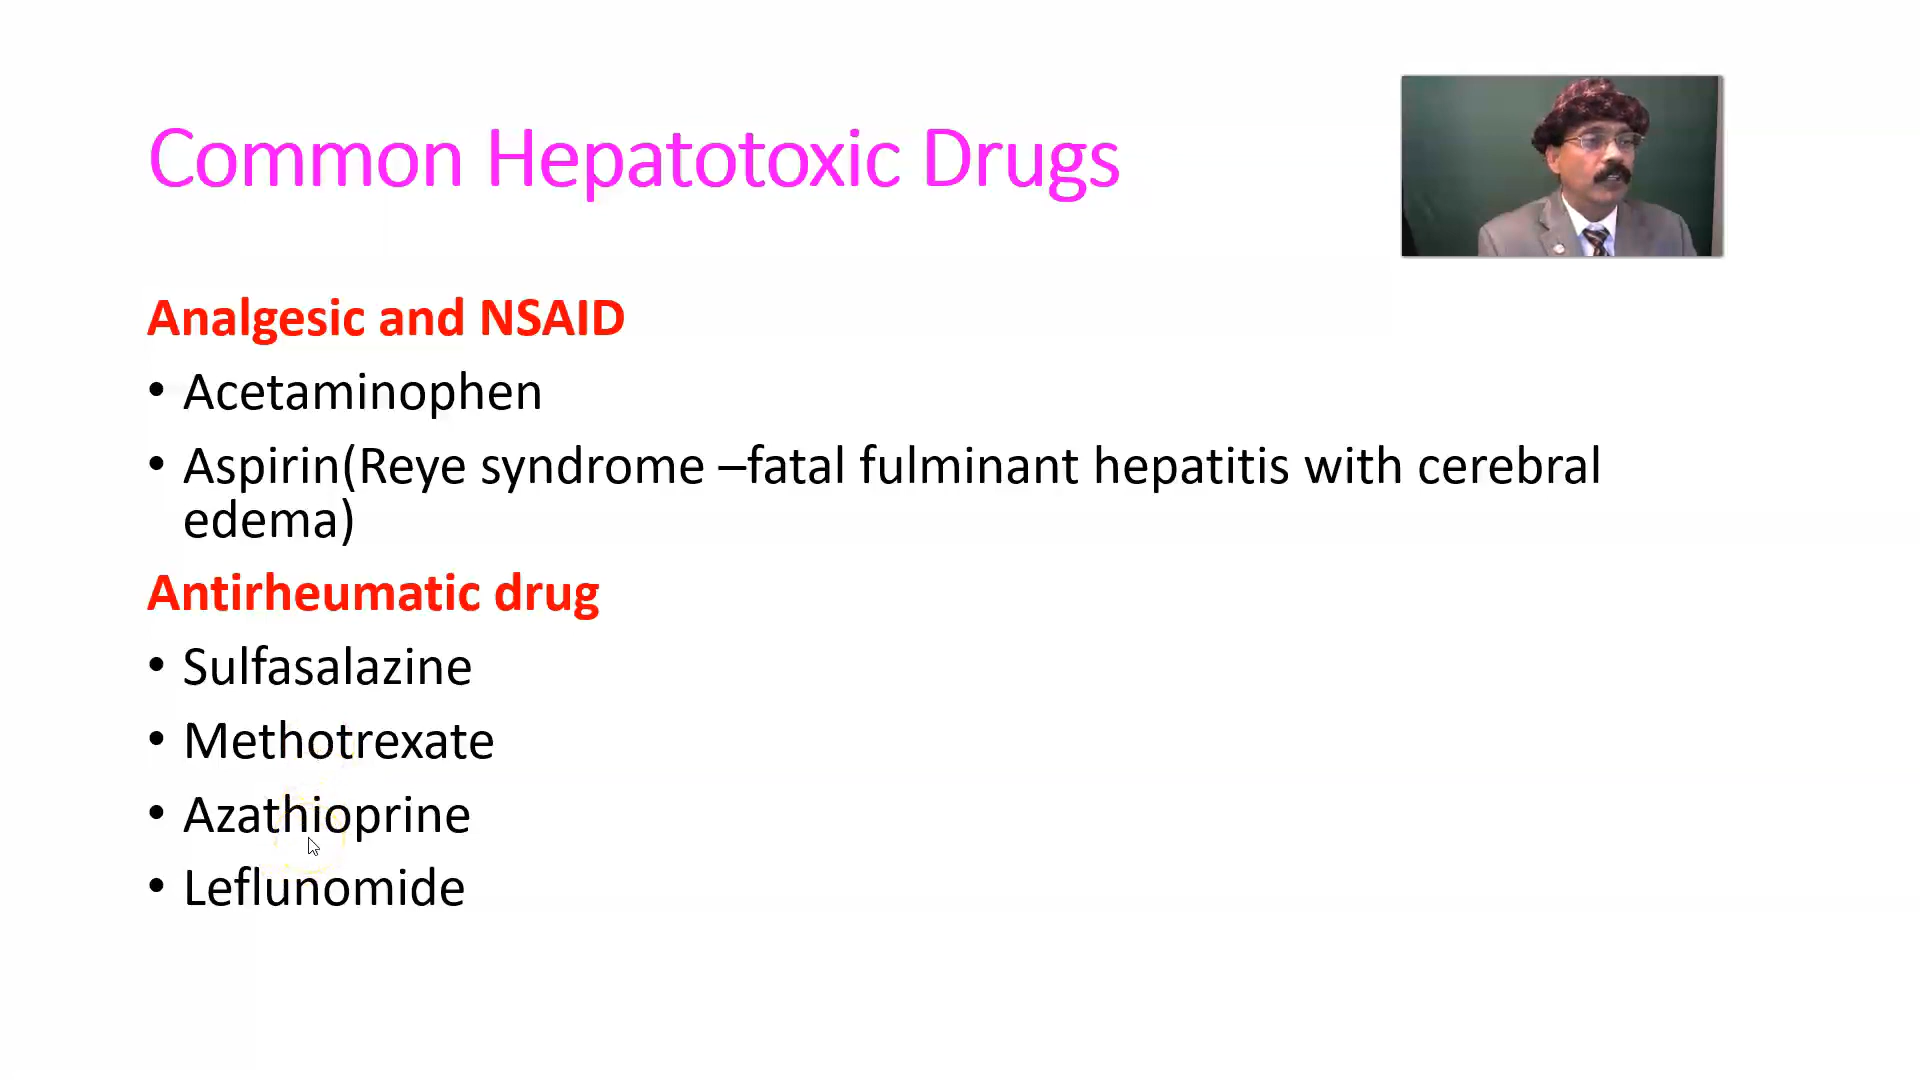 Common Hepatotoxic Drugs
Analgesic and NSAID
• Acetaminophen
• Aspirin(Reye syndrome –fatal fulminant hepatitis with cerebral
edema)
Antirheumatic drug
• Sulfasalazine
• Methotrexate
• Azathioprine
• Leflunomide